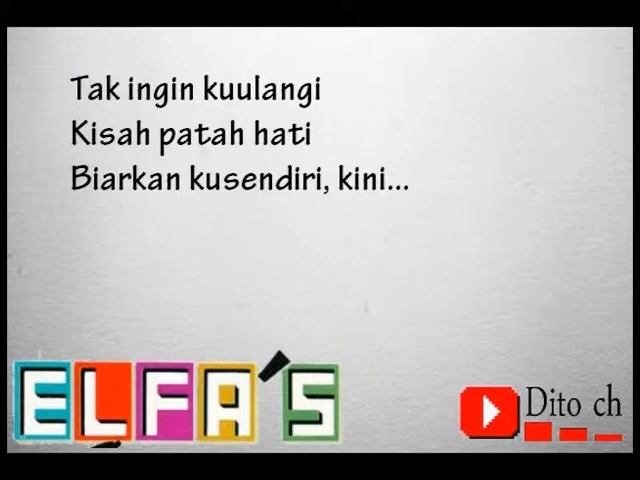 Tak ingin kuulangi
Kisah patah hati
Biarkan kusendiri, kini...
ELFA'S
Dito ch